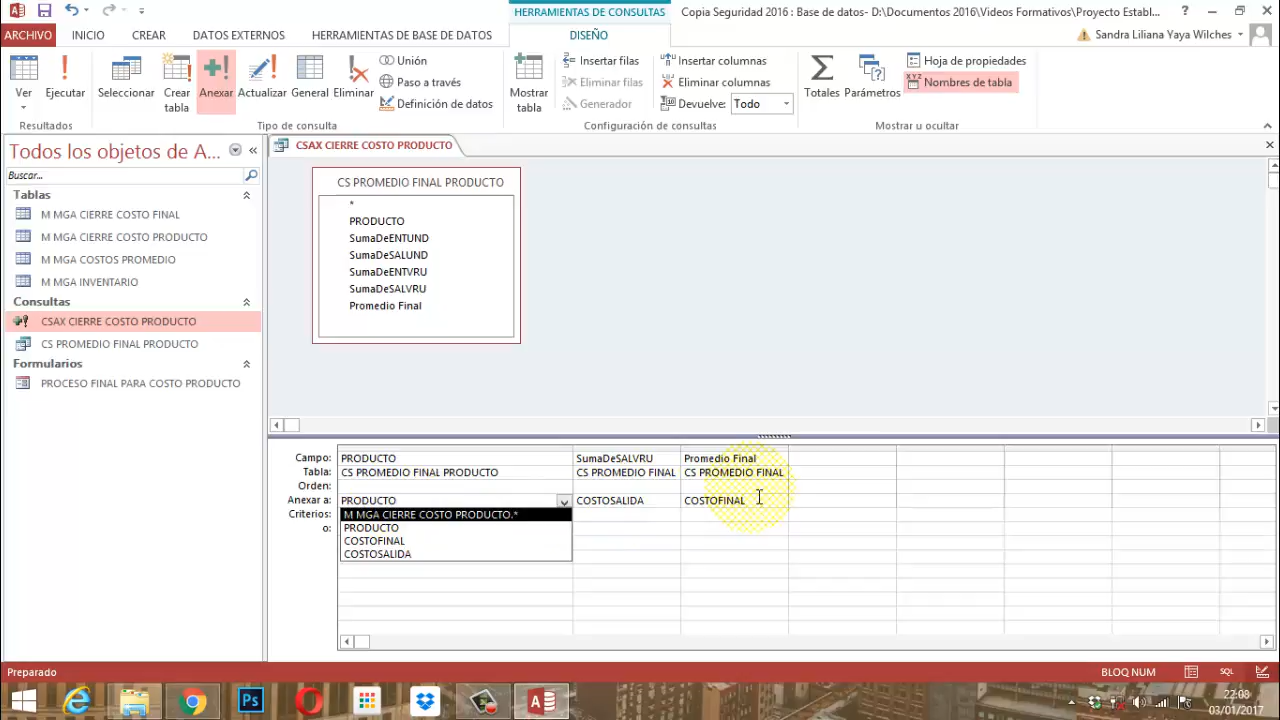 HERRAMIENTAS DE CONSULTAS
Copia Seguridad 2016 : Base de datos- D:\Documentos 2016\Videos Formativos\Proyecto Establ...
ARCHIVO INICIO CREAR DATOS EXTERNOS HERRAMIENTAS DE BASE DE DATOS DISEÑO Sandra Liliana Yaya Wilches
Ver
Ejecutar
Resultados
Seleccionar
Crear
tabla
Anexar
Actualizar
General
Eliminar
Unión
Paso a través
Definición de datos
Tipo de consulta
Mostrar
tabla
Insertar filas
Eliminar filas
Generador
Insertar columnas
Eliminar columnas
Devuelve: Todo
Configuración de consultas
Totales
Parámetros
Hoja de propiedades
XYZ Nombres de tabla
Mostrar u ocultar
Todos los objetos de A...
Buscar...
Tablas
M MGA CIERRE COSTO FINAL
M MGA CIERRE COSTO PRODUCTO
M MGA COSTOS PROMEDIO
M MGA INVENTARIO
Consultas
CSAX CIERRE COSTO PRODUCTO
CS PROMEDIO FINAL PRODUCTO
Formularios
PROCESO FINAL PARA COSTO PRODUCTO
CSAX CIERRE COSTO PRODUCTO
CS PROMEDIO FINAL PRODUCTO
*
PRODUCTO
SumaDeENTUND
SumaDeSALUND
SumaDeENTVRU
SumaDeSALVRU
Promedio Final
Campo: PRODUCTO SumaDeSALVRU Promedio Final
Tabla: CS PROMEDIO FINAL PRODUCTO CS PROMEDIO FINAL CS PROMEDIO FINAL
Orden:
Anexar a: PRODUCTO COSTOSALIDA COSTOFINAL
Criterios:
o:
M MGA CIERRE COSTO PRODUCTO.*
PRODUCTO
COSTOFINAL
COSTOSALIDA
Preparado BLOQ NUM SQL
Ps
22:08
03/01/2017